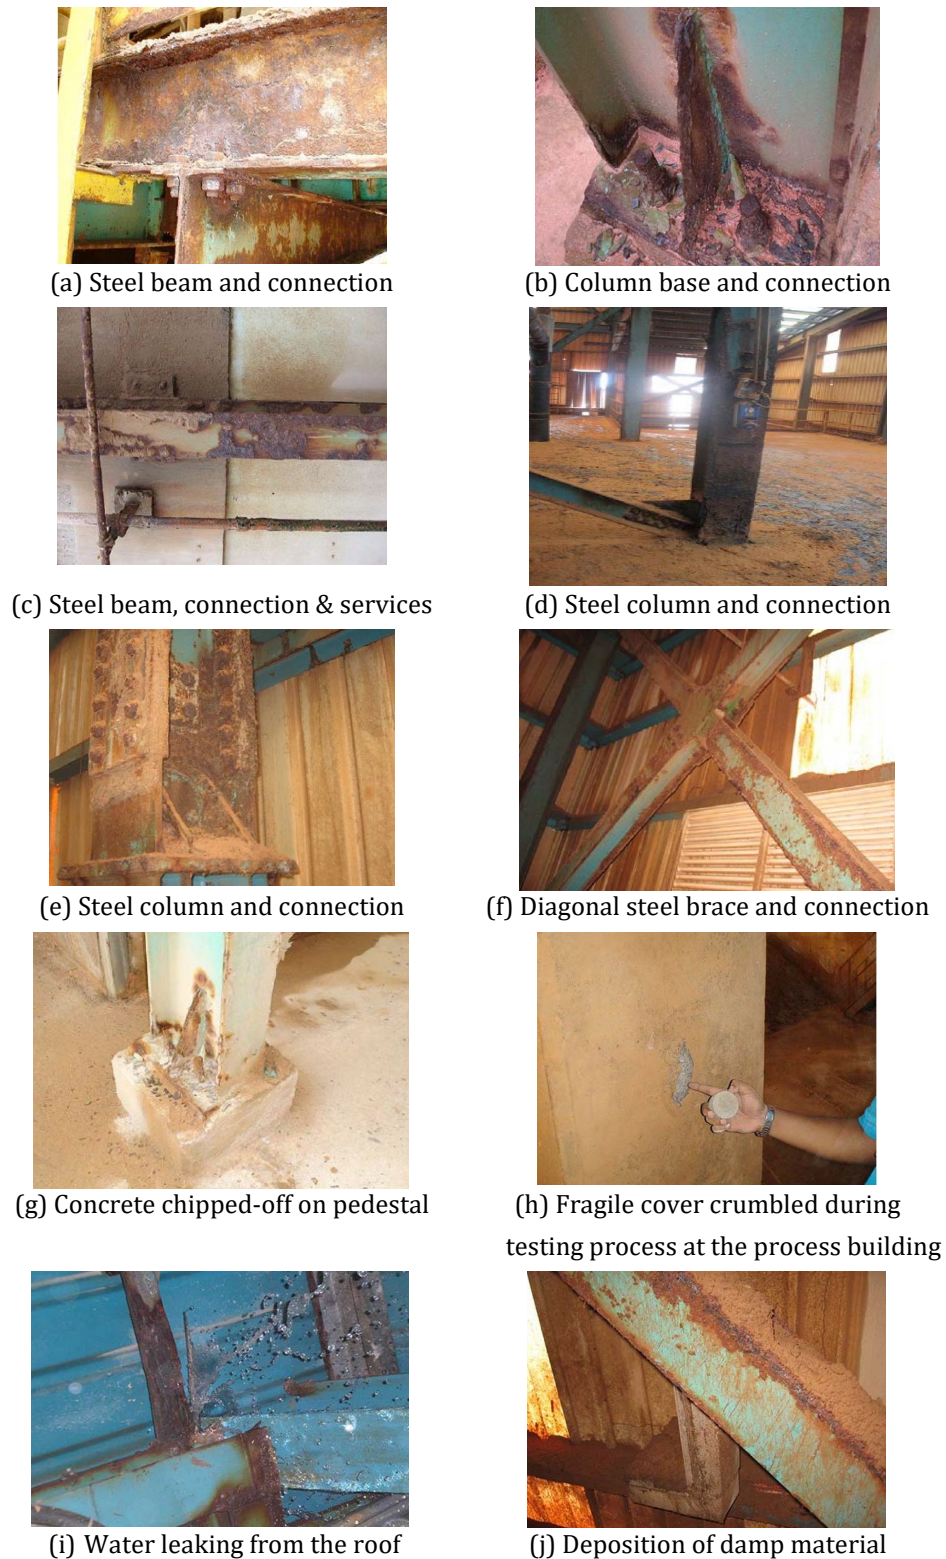 (a) Steel beam and connection
(b) Column base and connection
(c) Steel beam, connection & services
(d) Steel column and connection
(e) Steel column and connection
(f) Diagonal steel brace and connection
(g) Concrete chipped-off on pedestal
(h) Fragile cover crumbled during
testing process at the process building
(i) Water leaking from the roof
(j) Deposition of damp material